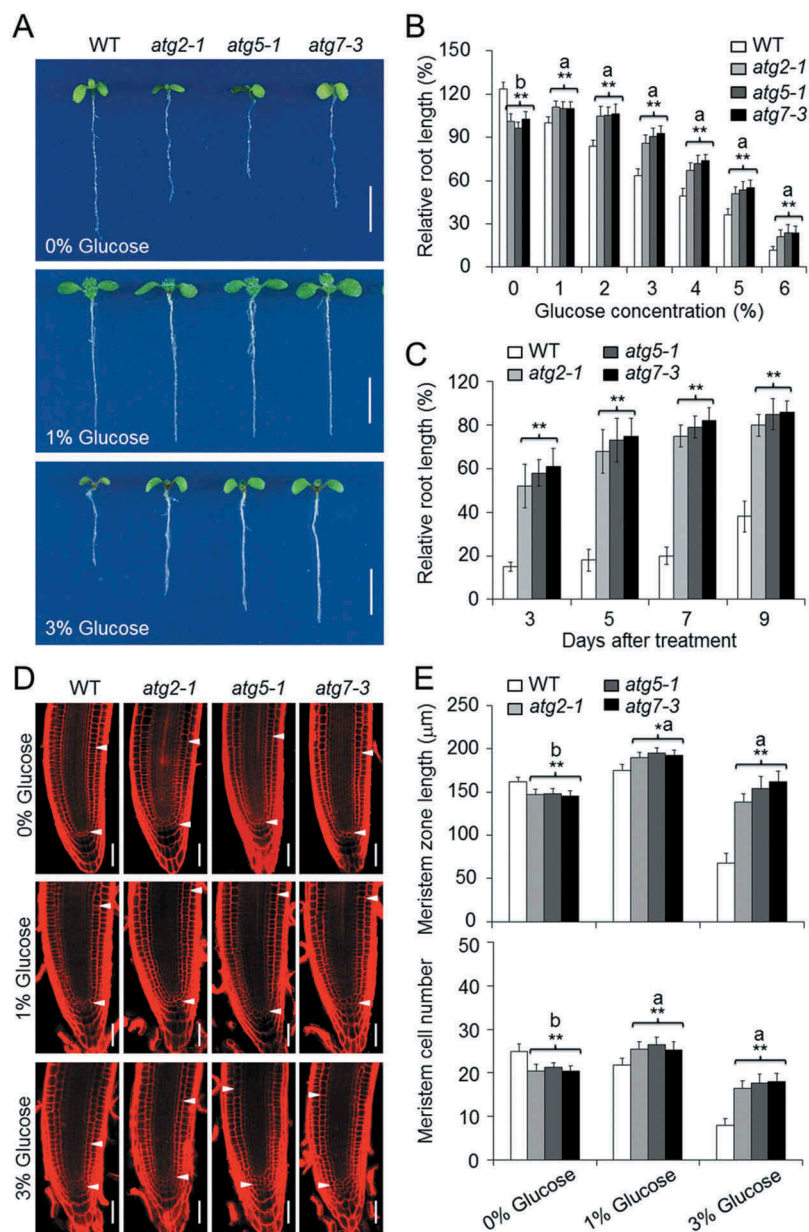 A
WT atg2-1 atg5-1 atg7-3
0% Glucose
1% Glucose
3% Glucose
B
WT
atg2-1
atg5-1
atg7-3
Relative root length (%)
150
120
90
60
30
0
b
**
a
**
a
**
a
**
a
**
a
**
a
**
0 1 2 3 4 5 6
Glucose concentration (%)
C
WT atg5-1
atg2-1 atg7-3
Relative root length (%)
120
80
60
40
20
0
**
**
**
**
3 5 7 9
Days after treatment
D
WT atg2-1 atg5-1 atg7-3
0% Glucose
1% Glucose
3% Glucose
E
WT atg5-1
atg2-1 atg7-3
Meristem zone length (μm)
250
200
150
100
50
0
b
**
*a
a
**
Meristem cell number
50
40
30
20
10
0
b
**
a
**
a
**
0% Glucose
1% Glucose
3% Glucose